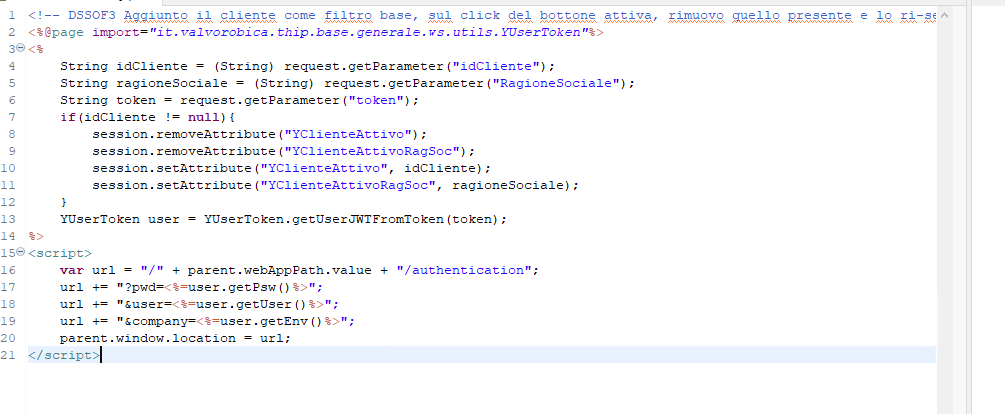 1 <!-- DSSOF3 Aggiunto il cliente come filtro base, sul click del bottone attiva, rimuovo quello presente e lo ri-se
2 <%@page import="it.valvorobica.thip.base.generale.ws.utils.YUserToken"%>
3 <%
4 String idCliente = (String) request.getParameter("idCliente");
5 String ragioneSociale = (String) request.getParameter("RagioneSociale");
6 String token = request.getParameter("token");
7 if(idCliente != null){
8 session.removeAttribute("YClienteAttivo");
9 session.removeAttribute("YClienteAttivoRagSoc");
10 session.setAttribute("YClienteAttivo", idCliente);
11 session.setAttribute("YClienteAttivoRagSoc", ragioneSociale);
12 }
13 YUserToken user = YUserToken.getUserJWTFromToken(token);
14 %>
15 <script>
16 var url = "/" + parent.webAppPath.value + "/authentication";
17 url += "?pwd=<%=user.getPsw()%>";
18 url += "&user=<%=user.getUser()%>";
19 url += "&company=<%=user.getEnv()%>";
20 parent.window.location = url;
21 </script>